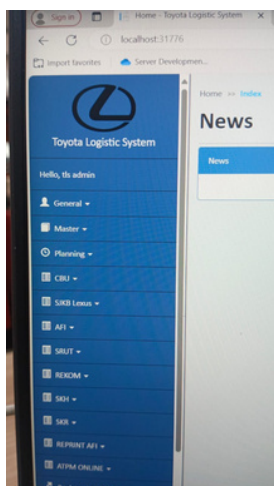 Sign in
Home - Toyota Logistic System
localhost:31776
Import favorites
Server Developmen...
Toyota Logistic System
Hello, tls admin
General
Master
Planning
CBU
SJKB Lexus
AFI
SRUT
REKOM
SKH
SKR
REPRINT AFI
ATPM ONLINE
Home >> Index
News
News